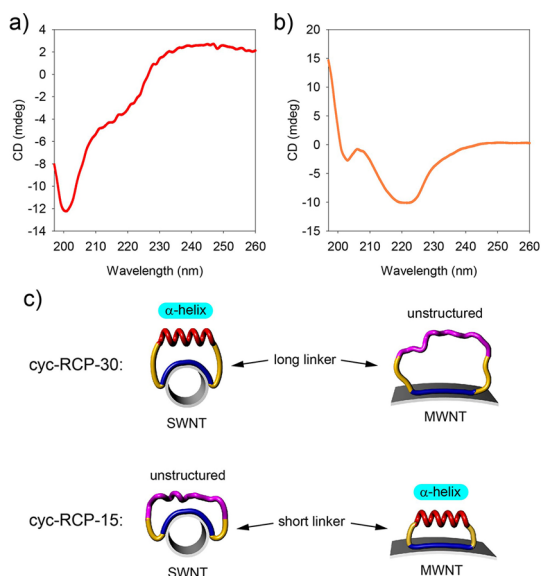 a)
4
2
0
-2
-4
-6
-8
-10
-12
-14
CD (mdeg)
200 210 220 230 240 250 260
Wavelength (nm)
b)
20
15
10
5
0
-5
-10
-15
CD (mdeg)
200 210 220 230 240 250 260
Wavelength (nm)
c)
α-helix
unstructured
cyc-RCP-30:
long linker
SWNT
MWNT
unstructured
α-helix
cyc-RCP-15:
short linker
SWNT
MWNT